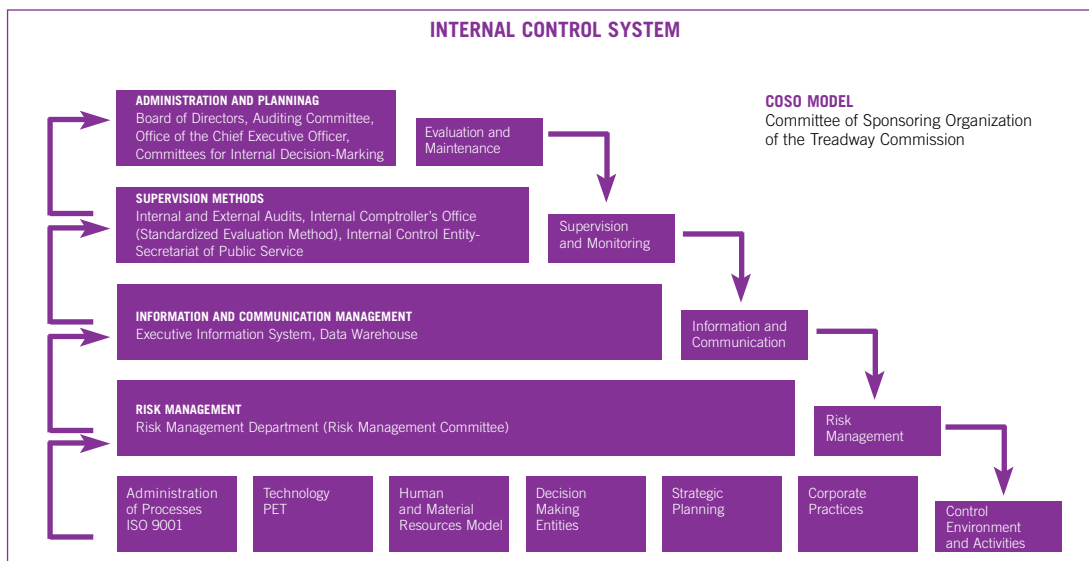 INTERNAL CONTROL SYSTEM
COSO MODEL
Committee of Sponsoring Organization
of the Treadway Commission
ADMINISTRATION AND PLANNINAG
Board of Directors, Auditing Committee,
Office of the Chief Executive Officer,
Committees for Internal Decision-Marking
Evaluation and
Maintenance
SUPERVISION METHODS
Internal and External Audits, Internal Comptroller's Office
(Standardized Evaluation Method), Internal Control Entity-
Secretariat of Public Service
Supervision
and Monitoring
INFORMATION AND COMMUNICATION MANAGEMENT
Executive Information System, Data Warehouse
Information and
Communication
RISK MANAGEMENT
Risk Management Department (Risk Management Committee)
Risk
Management
Administration
of Processes
ISO 9001
Technology
PET
Human
and Material
Resources Model
Decision
Making
Entities
Strategic
Planning
Corporate
Practices
Control
Environment
and Activities